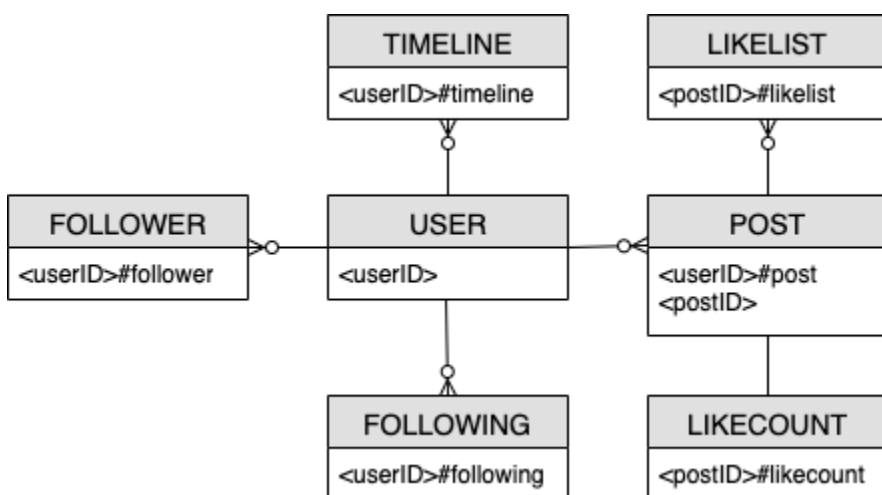 TIMELINE
<userID>#timeline
LIKELIST
<postID>#likelist
FOLLOWER
<userID>#follower
USER
<userID>
POST
<userID>#post
<postID>
FOLLOWING
<userID>#following
LIKECOUNT
<postID>#likecount